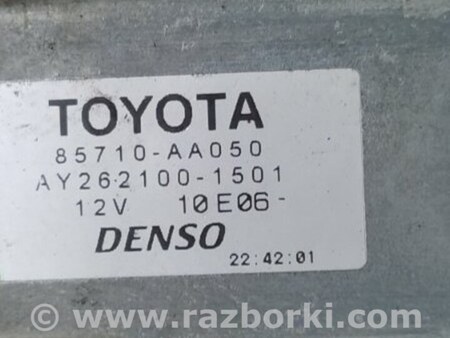 TOYOTA
85710-AA050
AY262100-1501
12V 10E06-
DENSO
22:42:01
© www.razborki.com